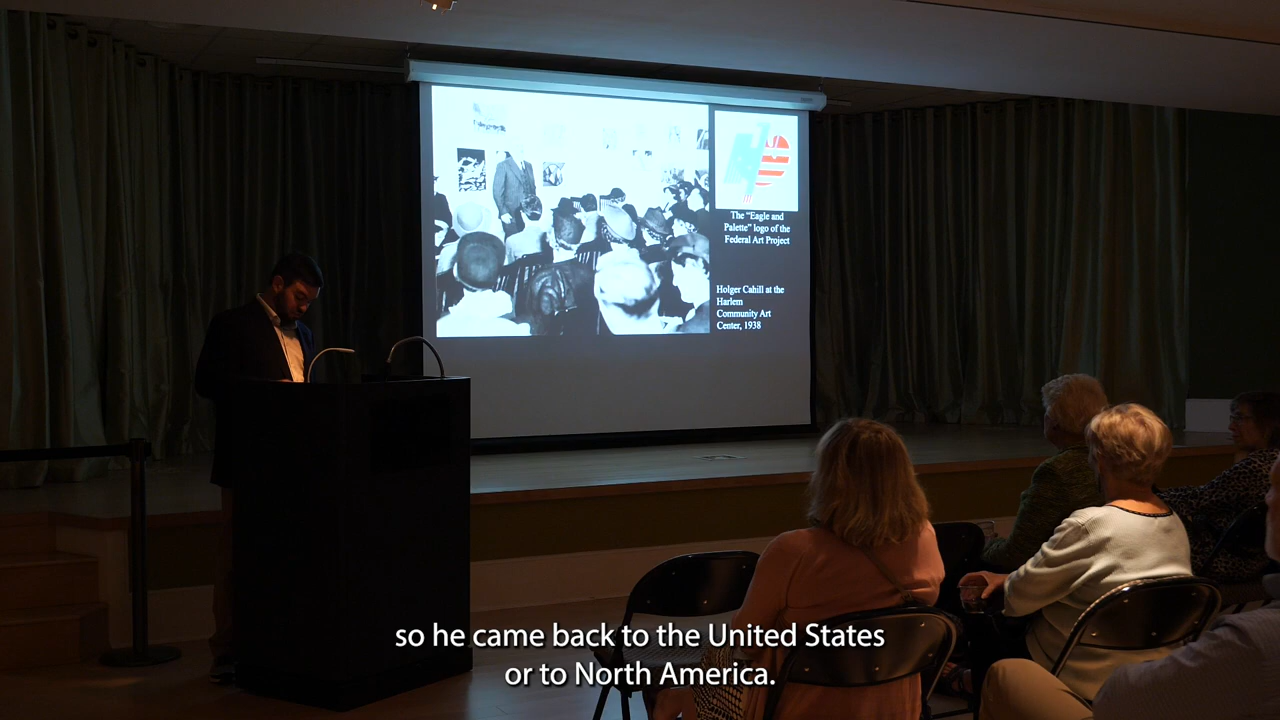 The "Eagle and
Palette" logo of the
Federal Art Project
Holger Cahill at the
Harlem
Community Art
Center, 1938
so he came back to the United States
or to North America.